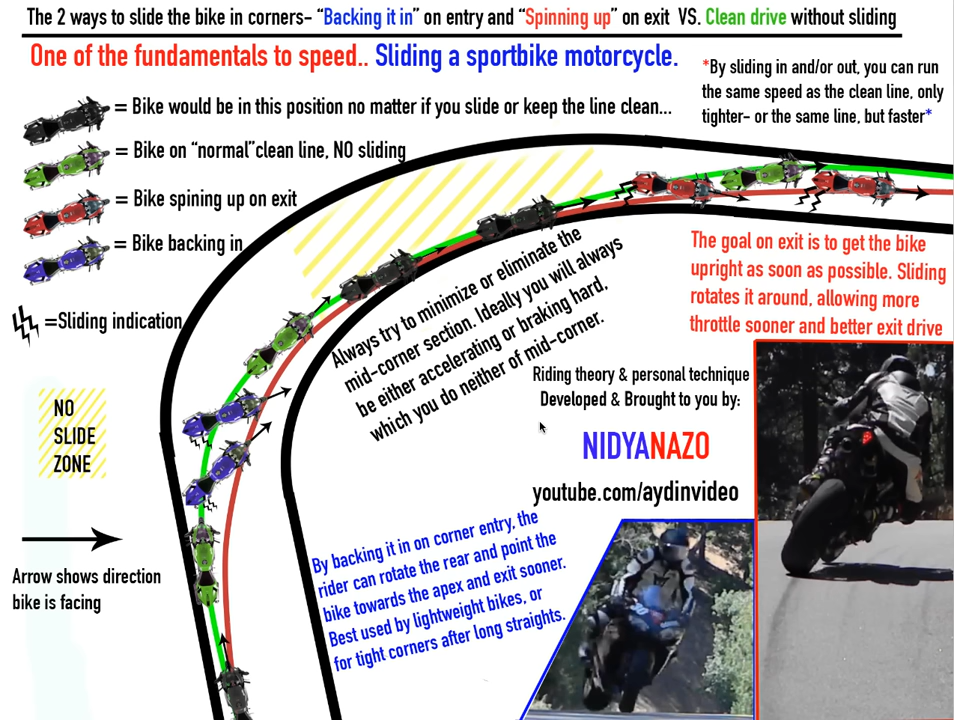 The 2 ways to slide the bike in corners- “Backing it in” on entry and “Spinning up” on exit VS. Clean drive without sliding
One of the fundamentals to speed.. Sliding a sportbike motorcycle.
*By sliding in and/or out, you can run
the same speed as the clean line, only
tighter- or the same line, but faster*
= Bike would be in this position no matter if you slide or keep the line clean...
= Bike on “normal”clean line, NO sliding
= Bike spining up on exit
= Bike backing in
=Sliding indication
NO
SLIDE
ZONE
Arrow shows direction
bike is facing
Always try to minimize or eliminate the
mid-corner section. Ideally you will always
be either accelerating or braking hard,
which you do neither of mid-corner.
The goal on exit is to get the bike
upright as soon as possible. Sliding
rotates it around, allowing more
throttle sooner and better exit drive
Riding theory & personal technique
Developed & Brought to you by:
NIDYANAZO
youtube.com/aydinvideo
By backing it in on corner entry, the
rider can rotate the rear and point the
bike towards the apex and exit sooner.
Best used by lightweight bikes, or
for tight corners after long straights.